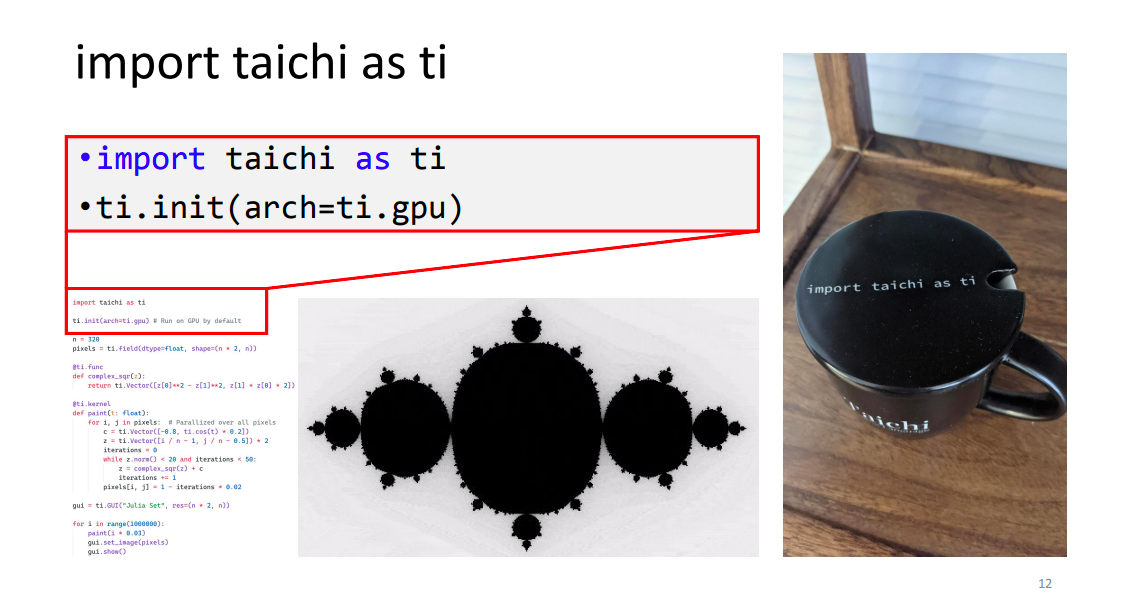 import taichi as ti
•import taichi as ti
•ti.init(arch=ti.gpu)
import taichi as ti
ti.init(arch=ti.gpu) # Run on GPU by default
n = 320
pixels = ti.field(dtype=float, shape=(n * 2, n))
@ti.func
def complex_sqr(z):
    return ti.Vector([z[0]**2 - z[1]**2, z[1] * z[0] * 2])
@ti.kernel
def paint(t: float):
    for i, j in pixels:  # Parallized over all pixels
        c = ti.Vector([-0.8, ti.cos(t) * 0.2])
        z = ti.Vector([i / n - 1, j / n - 0.5]) * 2
        iterations = 0
        while z.norm() < 20 and iterations < 50:
            z = complex_sqr(z) + c
            iterations += 1
        pixels[i, j] = 1 - iterations * 0.02
gui = ti.GUI("Julia Set", res=(n * 2, n))
for i in range(1000000):
    paint(i * 0.03)
    gui.set_image(pixels)
    gui.show()
import taichi as ti
Taichi
12